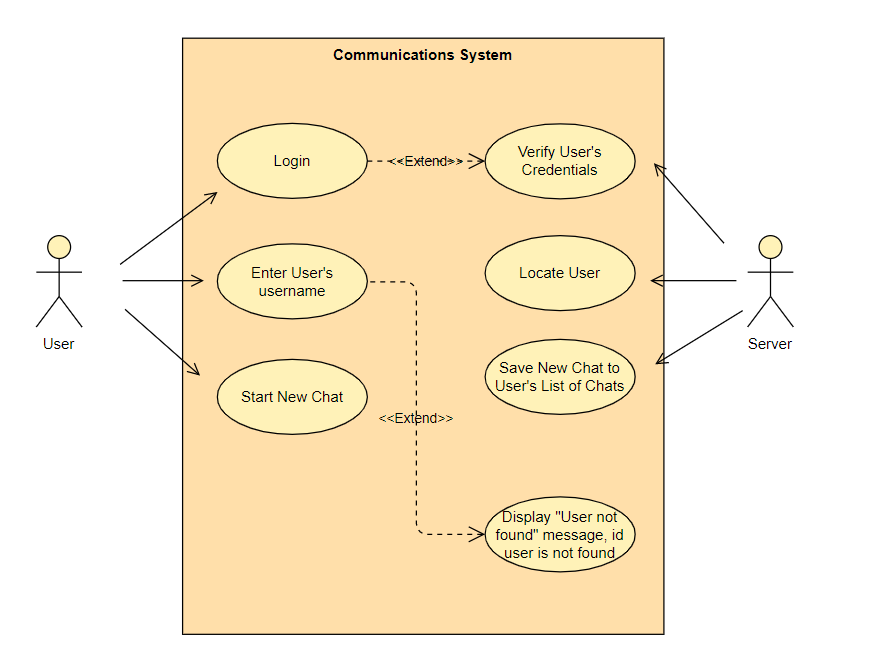 Communications System
Login
<<Extend>>
Verify User's
Credentials
Enter User's
username
Locate User
User
Server
Start New Chat
Save New Chat to
User's List of Chats
<<Extend>>
Display "User not
found" message, id
user is not found